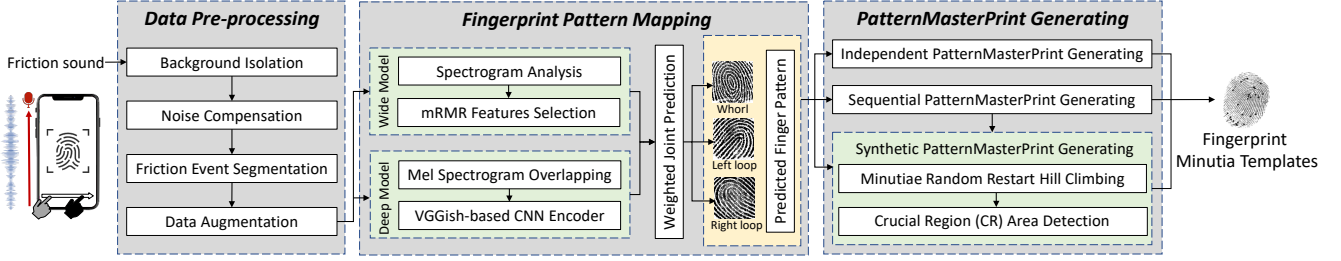 Data Pre-processing
Fingerprint Pattern Mapping
PatternMasterPrint Generating
Friction sound
Background Isolation
Noise Compensation
Friction Event Segmentation
Data Augmentation
Wide Model
Spectrogram Analysis
mRMR Features Selection
Deep Model
Mel Spectrogram Overlapping
VGGish-based CNN Encoder
Weighted Joint Prediction
Whorl
Left loop
Right loop
Predicted Finger Pattern
Independent PatternMasterPrint Generating
Sequential PatternMasterPrint Generating
Synthetic PatternMasterPrint Generating
Minutiae Random Restart Hill Climbing
Crucial Region (CR) Area Detection
Fingerprint
Minutia Templates